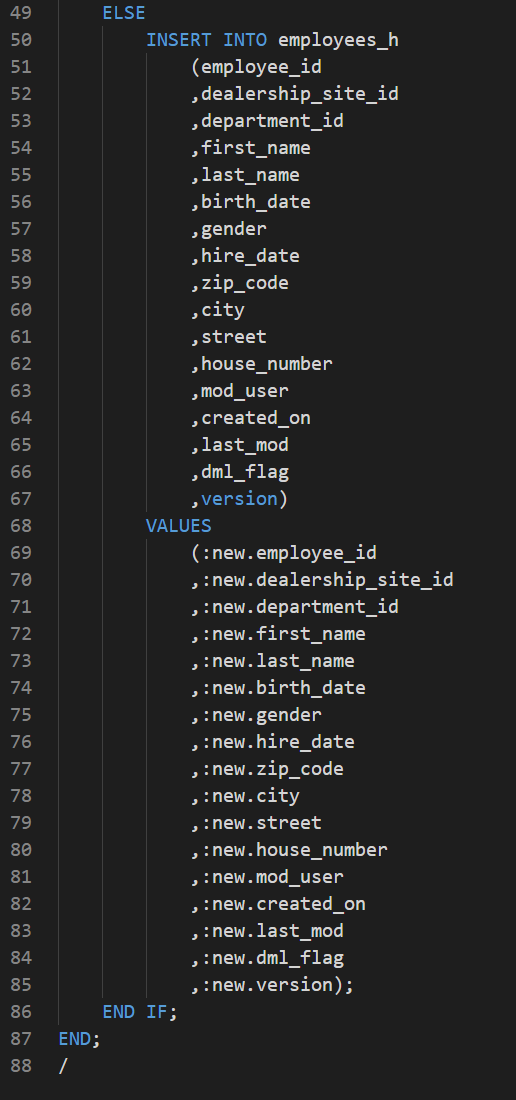 49 ELSE
50 INSERT INTO employees_h
51 (employee_id
52 ,dealership_site_id
53 ,department_id
54 ,first_name
55 ,last_name
56 ,birth_date
57 ,gender
58 ,hire_date
59 ,zip_code
60 ,city
61 ,street
62 ,house_number
63 ,mod_user
64 ,created_on
65 ,last_mod
66 ,dml_flag
67 ,version)
68 VALUES
69 (:new.employee_id
70 ,:new.dealership_site_id
71 ,:new.department_id
72 ,:new.first_name
73 ,:new.last_name
74 ,:new.birth_date
75 ,:new.gender
76 ,:new.hire_date
77 ,:new.zip_code
78 ,:new.city
79 ,:new.street
80 ,:new.house_number
81 ,:new.mod_user
82 ,:new.created_on
83 ,:new.last_mod
84 ,:new.dml_flag
85 ,:new.version);
86 END IF;
87 END;
88 /